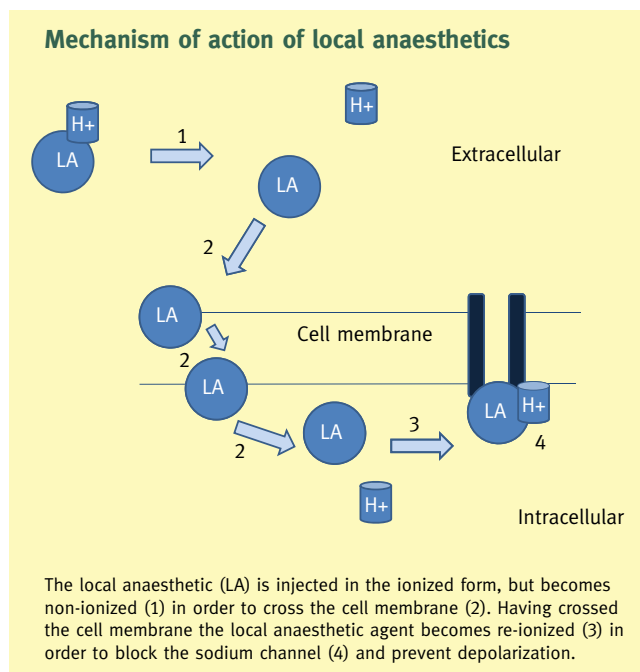 Mechanism of action of local anaesthetics
H+
LA
1
H+
Extracellular
LA
2
LA
Cell membrane
2
LA
LA
H+
4
2
LA
3
H+
Intracellular
The local anaesthetic (LA) is injected in the ionized form, but becomes
non-ionized (1) in order to cross the cell membrane (2). Having crossed
the cell membrane the local anaesthetic agent becomes re-ionized (3) in
order to block the sodium channel (4) and prevent depolarization.